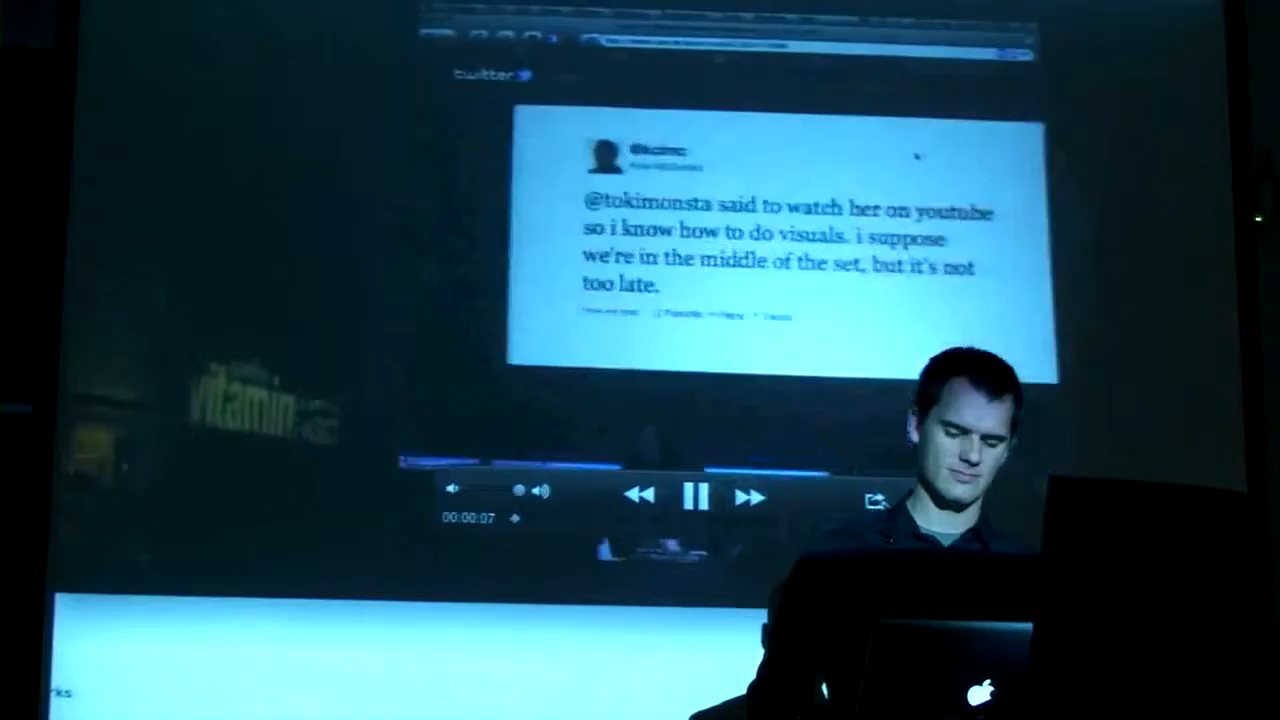 twitter
@tokimonsta said to watch her on youtube
so i know how to do visuals. i suppose
we're in the middle of the set, but it's not
too late.
vitamin
00:00:07
rks